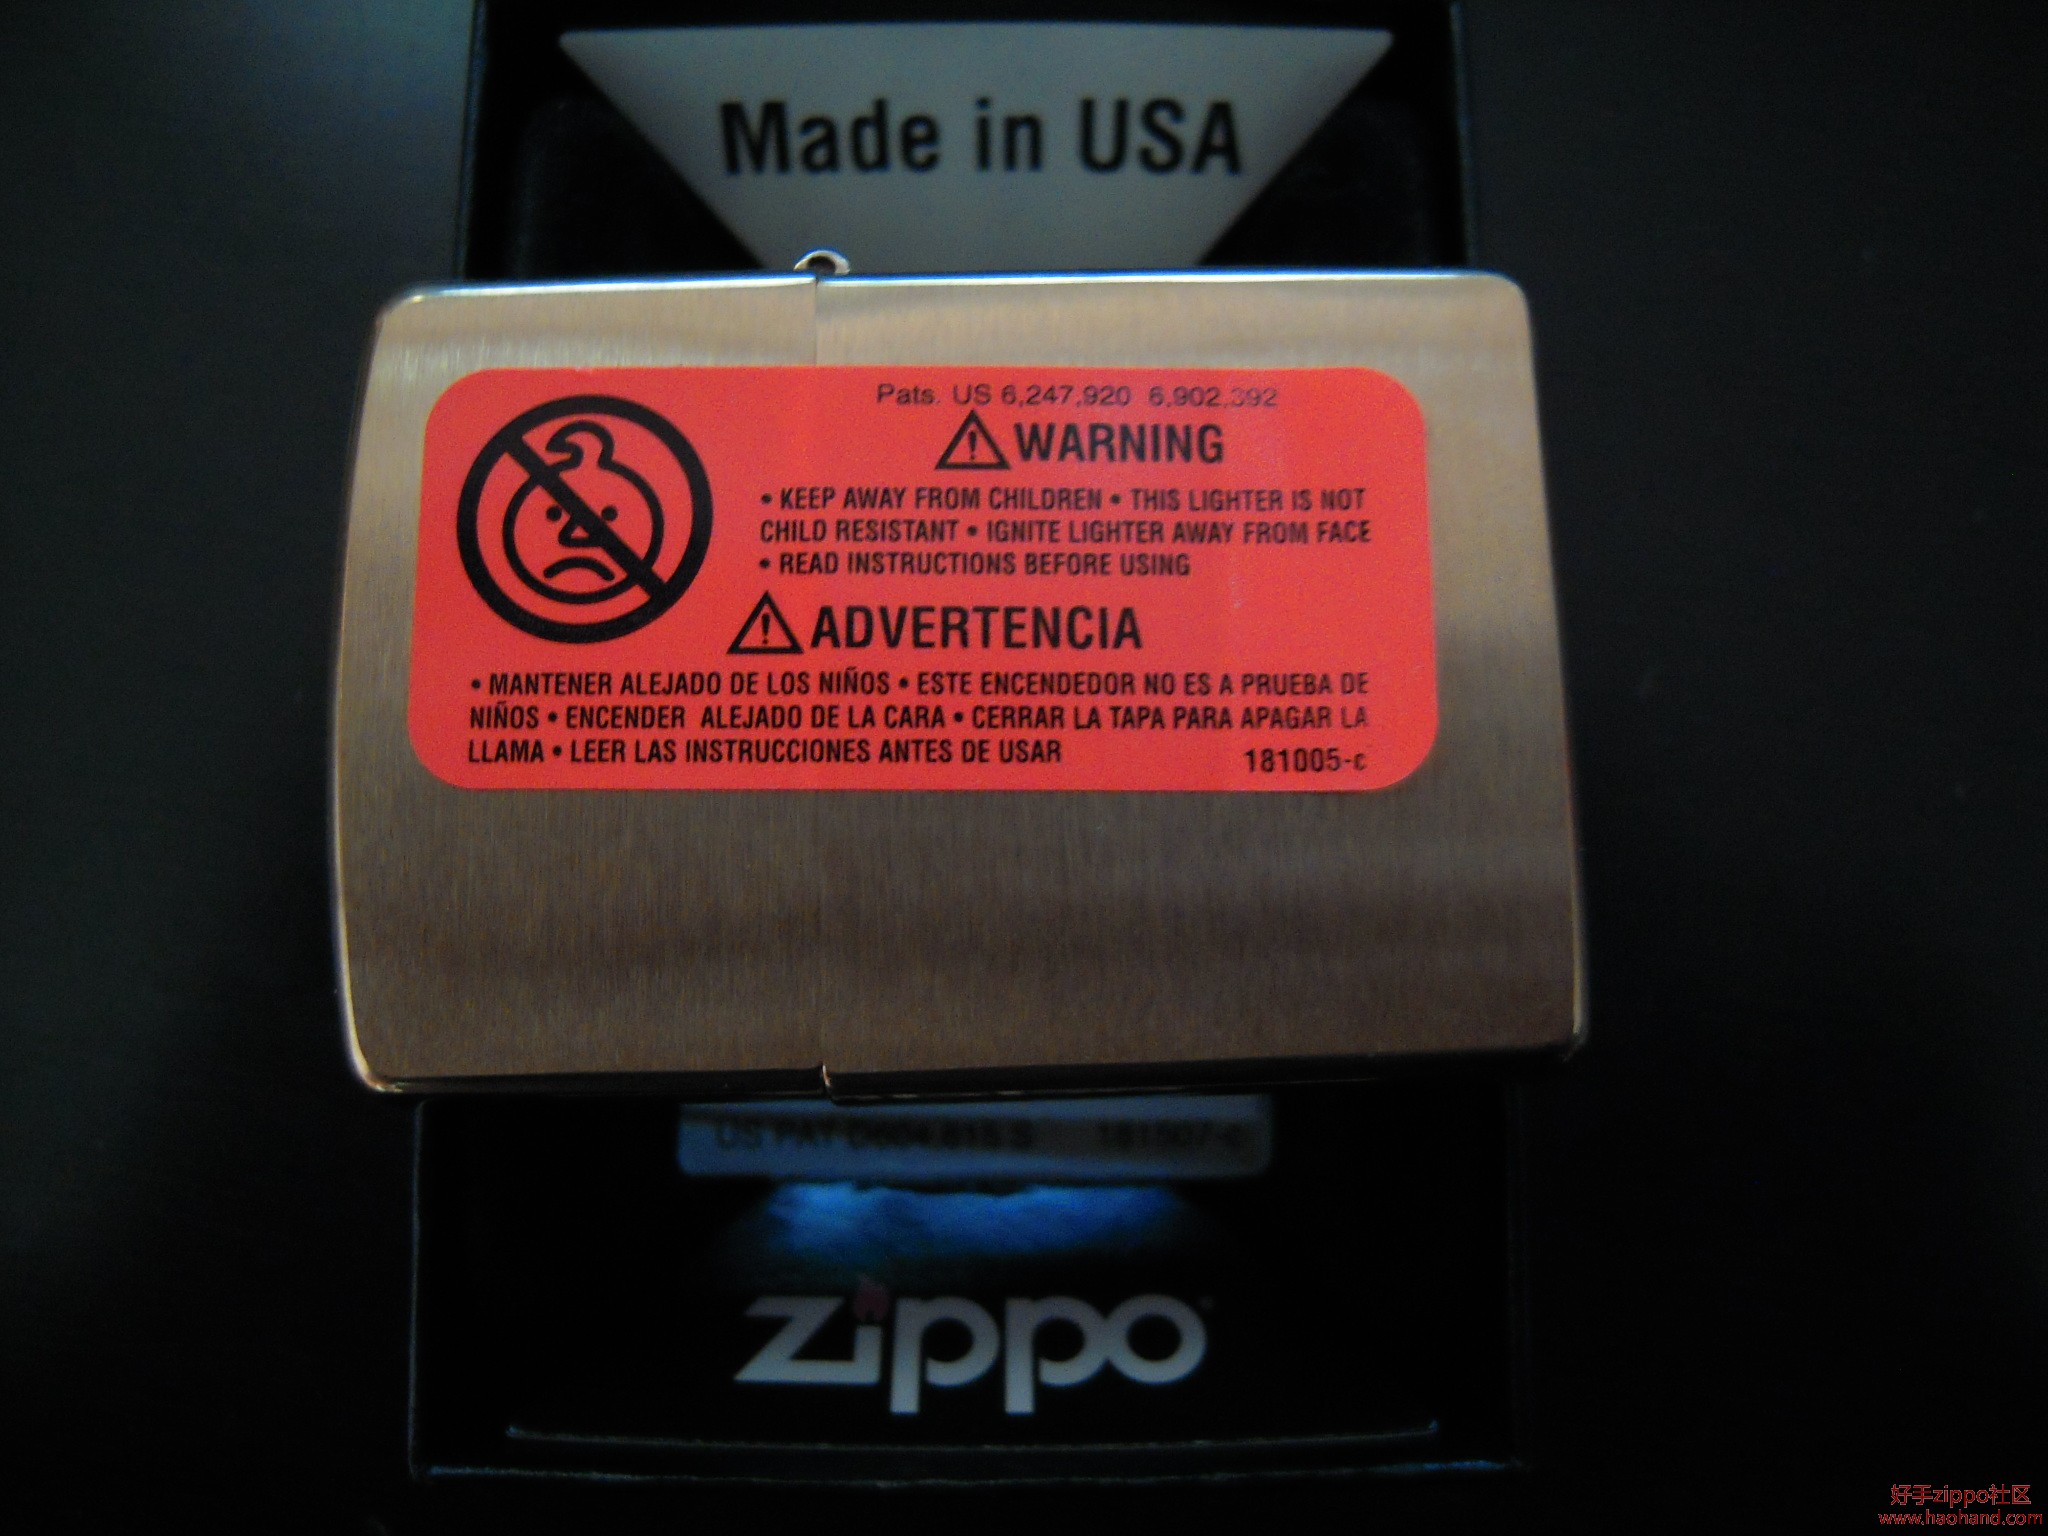 Made in USA
Pats. US 6,247,920 6,902,392
WARNING
• KEEP AWAY FROM CHILDREN • THIS LIGHTER IS NOT
CHILD RESISTANT • IGNITE LIGHTER AWAY FROM FACE
• READ INSTRUCTIONS BEFORE USING
ADVERTENCIA
• MANTENER ALEJADO DE LOS NIÑOS • ESTE ENCENDEDOR NO ES A PRUEBA DE
NIÑOS • ENCENDER ALEJADO DE LA CARA • CERRAR LA TAPA PARA APAGAR LA
LLAMA • LEER LAS INSTRUCCIONES ANTES DE USAR
181005-c
US PAT 181507-c
zippo
好手zippo社区
www.haohand.com